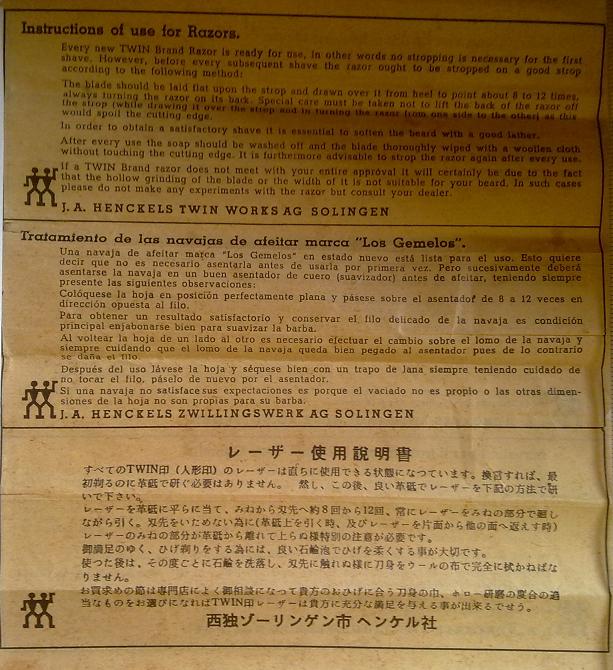 Instructions of use for Razors.
Every new TWIN Brand Razor is ready for use, in other words no stropping is necessary for the first
shave. However, before every subsequent shave the razor ought to be stropped on a good strop
according to the following method:
The blade should be laid flat upon the strop and drawn over it from heel to point about 8 to 12 times,
always turning the razor on its back. Special care must be taken not to lift the back of the razor off
the strop (while drawing it over the strop and in turning the razor from one side to the other) as this
would spoil the cutting edge.
In order to obtain a satisfactory shave it is essential to soften the beard with a good lather.
After every use the soap should be washed off and the blade thoroughly wiped with a woollen cloth
without touching the cutting edge. It is furthermore advisable to strop the razor again after every use.
If a TWIN Brand razor does not meet with your entire approval it will certainly be due to the fact
that the hollow grinding of the blade or the width of it is not suitable for your beard. In such cases
please do not make any experiments with the razor but consult your dealer.
J. A. HENCKELS TWIN WORKS AG SOLINGEN
Tratamiento de las navajas de afeitar marca "Los Gemelos".
Una navaja de afeitar marca "Los Gemelos" en estado nuevo está lista para el uso. Esto quiere
decir que no es necesario asentarla antes de usarla por primera vez. Pero sucesivamente deberá
asentarse la navaja en un buen asentador de cuero (suavizador) antes de afeitar, teniendo siempre
presente las siguientes observaciones:
Colóquese la hoja en posición perfectamente plana y pásese sobre el asentador de 8 a 12 veces en
dirección opuesta al filo.
Para obtener un resultado satisfactorio y conservar el filo delicado de la navaja es condición
principal enjabonarse bien para suavizar la barba.
Al voltear la hoja de un lado al otro es necesario efectuar el cambio sobre el lomo de la navaja y
siempre cuidando que el lomo de la navaja queda bien pegado al asentador pues de lo contrario
se daña el filo.
Después del uso lávese la hoja y séquese bien con un trapo de lana siempre teniendo cuidado de
no tocar el filo, páselo de nuevo por el asentador.
Si una navaja no satisface sus expectaciones es porque el vaciado no es propio o las otras dimen-
siones de la hoja no son propias para su barba.
J. A. HENCKELS ZWILLINGSWERK AG SOLINGEN
レーザー使用説明書
すべてのTWIN印（人形印）のレーザーは直ちに使用できる状態になつています。換言すれば、最
初剃るのに革砥で研ぐ必要はありません。 然し、この後、良い革砥でレーザーを下記の方法で研
いで下さい。
レーザーを革砥に平らに当て、みねから刃先へ約8回から12回、常にレーザーをみねの部分で廻し
ながら引く。刃先をいためない為に(革砥上を引く時、及びレーザーを片面から他の面へ返えす時)
レーザーのみねの部分が革砥から離れて上らぬ様特別の注意が必要です。
御満足のゆく、ひげ剃りをする為には、良い石鹸泡でひげを柔くする事が大切です。
使つた後は、その度ごとに石鹸を洗落し、刃先に触れぬ様に刀身をウールの布で完全に拭かねばな
りません。
お買求めの節は専門店によく御相談になつて貴方のおひげに合う刀身の巾、ホロー研磨の度合の適
当なものをお選びになればTWIN印レーザーは貴方に充分な満足を与える事が出来るでせう。
西独ゾーリンゲン市 ヘンケル社